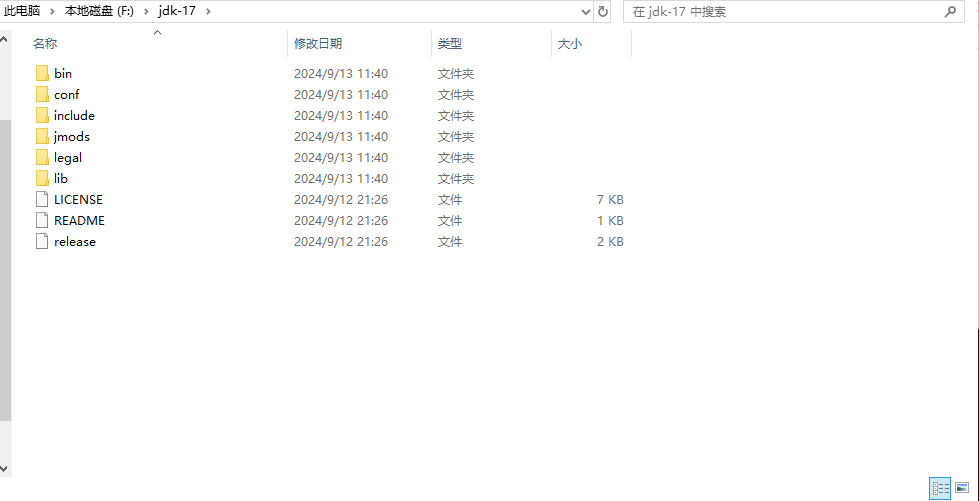 此电脑 > 本地磁盘 (F:) > jdk-17 >
在 jdk-17 中搜索
名称 修改日期 类型 大小
bin 2024/9/13 11:40 文件夹
conf 2024/9/13 11:40 文件夹
include 2024/9/13 11:40 文件夹
jmods 2024/9/13 11:40 文件夹
legal 2024/9/13 11:40 文件夹
lib 2024/9/13 11:40 文件夹
LICENSE 2024/9/12 21:26 文件 7 KB
README 2024/9/12 21:26 文件 1 KB
release 2024/9/12 21:26 文件 2 KB